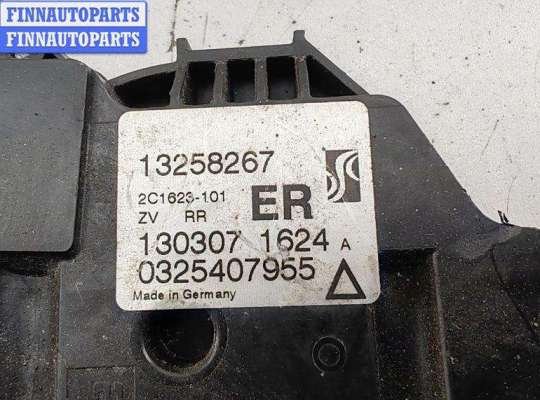 FINNAUTOPARTS
FINNAUTOPARTS
13258267
2C1623-101
ZV RR ER
130307 1624 A
0325407955
Made in Germany